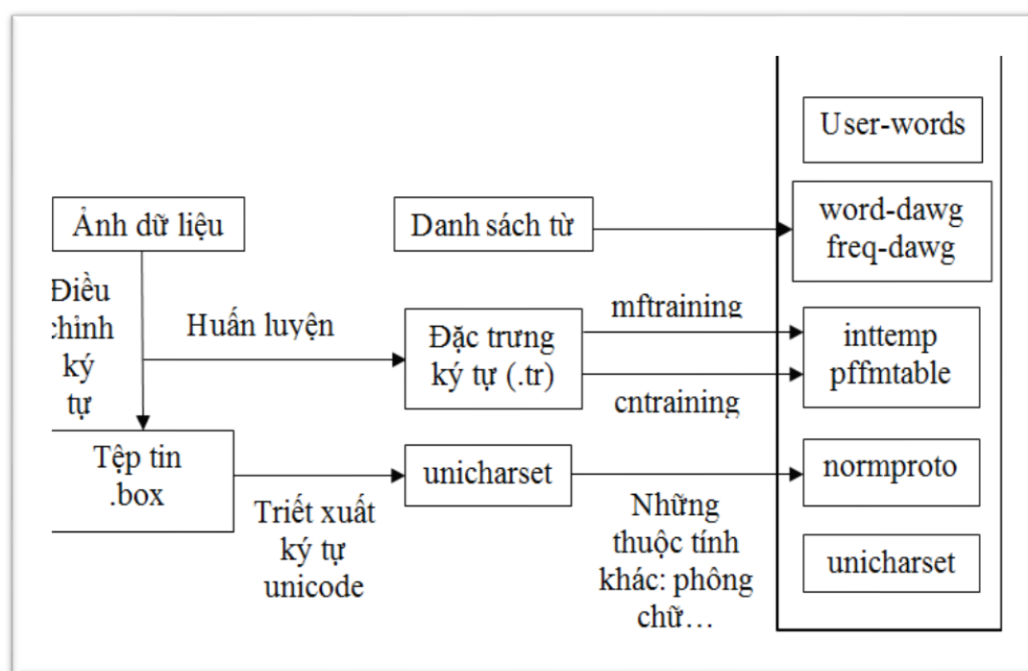 User-words
Ảnh dữ liệu
Danh sách từ
word-dawg
freq-dawg
Điều
chỉnh
ký
tự
Huấn luyện
Đặc trưng
ký tự (.tr)
mftraining
cntraining
inttemp
pffmtable
Tệp tin
.box
Triết xuất
ký tự
unicode
unicharset
Những
thuộc tính
khác: phông
chữ…
normproto
unicharset